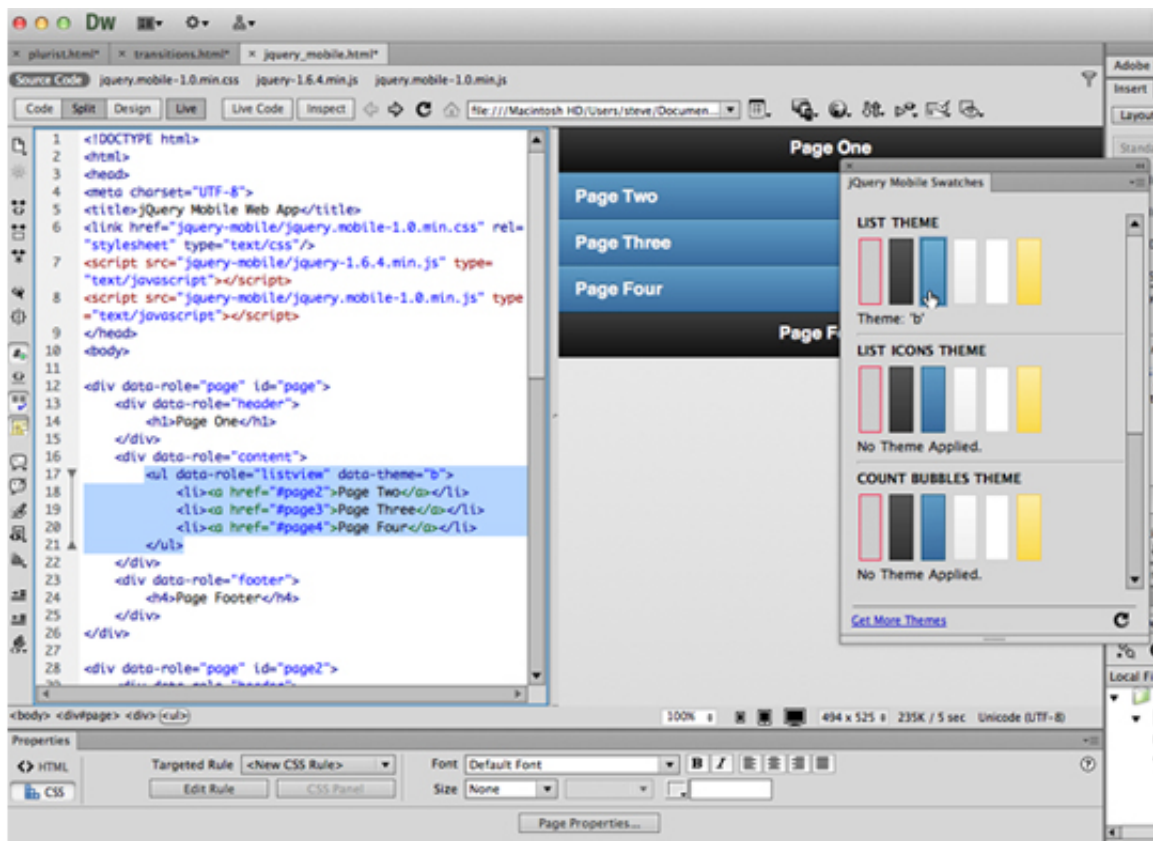 Dw
plurist.html* transitions.html* jquery_mobile.html*
Source Code jquery.mobile-1.0.min.css jquery-1.6.4.min.js jquery.mobile-1.0.min.js
Code Split Design Live Live Code Inspect file:///Macintosh HD/Users/steve/Documen...
1 <!DOCTYPE html>
2 <html>
3 <head>
4 <meta charset="UTF-8">
5 <title>jQuery Mobile Web App</title>
6 <link href="jquery-mobile/jquery.mobile-1.0.min.css" rel=
"stylesheet" type="text/css"/>
7 <script src="jquery-mobile/jquery-1.6.4.min.js" type=
"text/javascript"></script>
8 <script src="jquery-mobile/jquery.mobile-1.0.min.js" type
="text/javascript"></script>
9 </head>
10 <body>
11
12 <div data-role="page" id="page">
13 <div data-role="header">
14 <h1>Page One</h1>
15 </div>
16 <div data-role="content">
17 <ul data-role="listview" data-theme="b">
18 <li><a href="#page2">Page Two</a></li>
19 <li><a href="#page3">Page Three</a></li>
20 <li><a href="#page4">Page Four</a></li>
21 </ul>
22 </div>
23 <div data-role="footer">
24 <h4>Page Footer</h4>
25 </div>
26 </div>
27
28 <div data-role="page" id="page2">
Page One
Page Two
Page Three
Page Four
Page F
jQuery Mobile Swatches
LIST THEME
Theme: 'b'
LIST ICONS THEME
No Theme Applied.
COUNT BUBBLES THEME
No Theme Applied.
Get More Themes
Adobe
Insert
Layou
Standa
Local Fi
<body> <div#page> <div> <ul>
100% 494 x 525 235K / 5 sec Unicode (UTF-8)
Properties
<> HTML Targeted Rule <New CSS Rule> Font Default Font B I
CSS Edit Rule CSS Panel Size None
Page Properties...